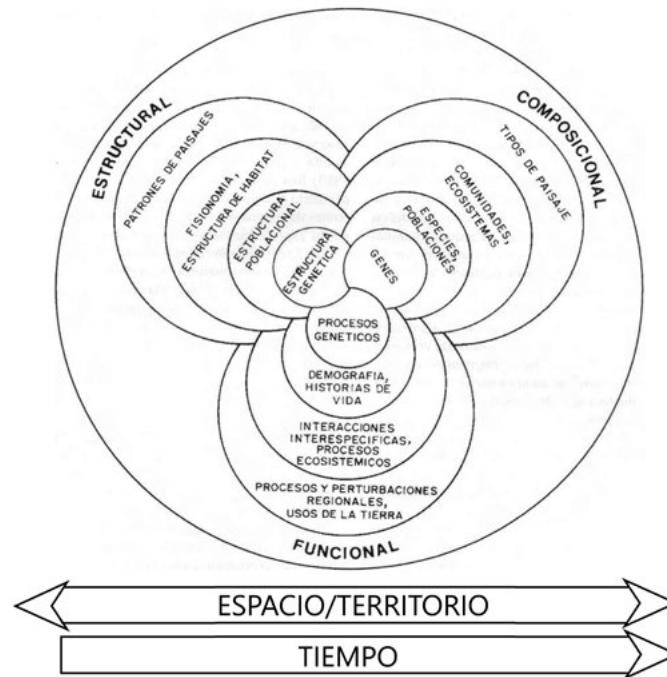 ESTRUCTURAL
PATRONES DE PAISAJES
FISIONOMIA,
ESTRUCTURA DE HABITAT
ESTRUCTURA
POBLACIONAL
ESTRUCTURA
GENETICA
COMPOSICIONAL
TIPOS DE PAISAJE
COMUNIDADES,
ECOSISTEMAS
ESPECIES,
POBLACIONES
GENES
PROCESOS
GENETICOS
DEMOGRAFIA,
HISTORIAS DE
VIDA
INTERACCIONES
INTERESPECIFICAS,
PROCESOS
ECOSISTEMICOS
PROCESOS Y PERTURBACIONES
REGIONALES,
USOS DE LA TIERRA
FUNCIONAL
ESPACIO/TERRITORIO
TIEMPO